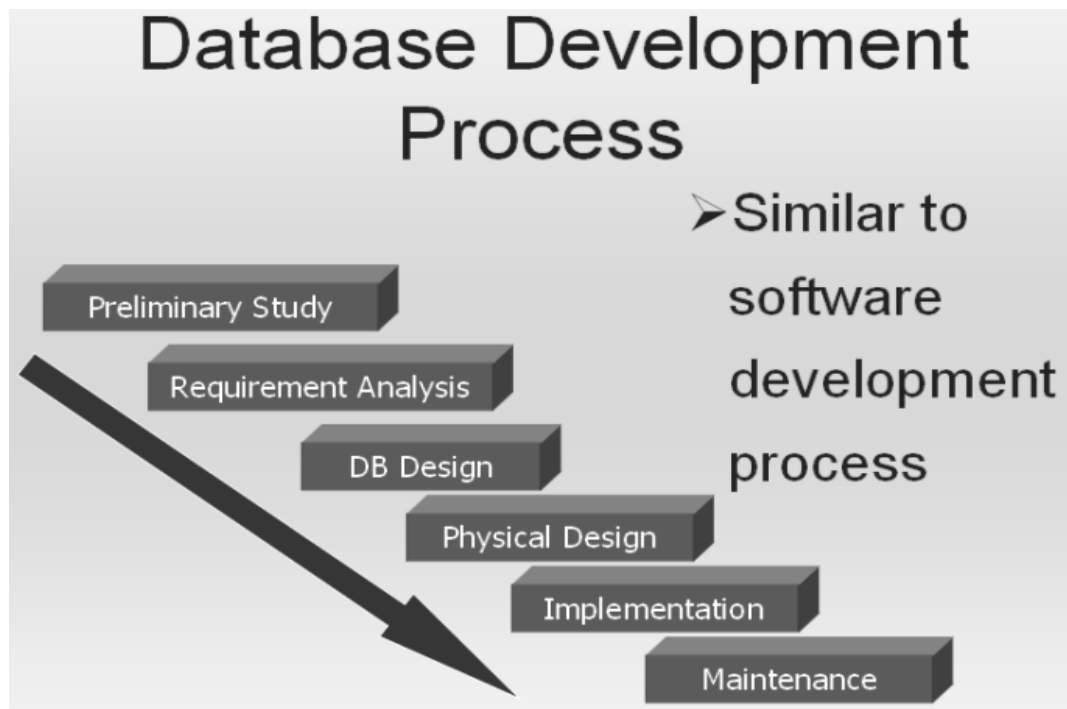 Database Development
Process
➢Similar to
software
development
process
Preliminary Study
Requirement Analysis
DB Design
Physical Design
Implementation
Maintenance